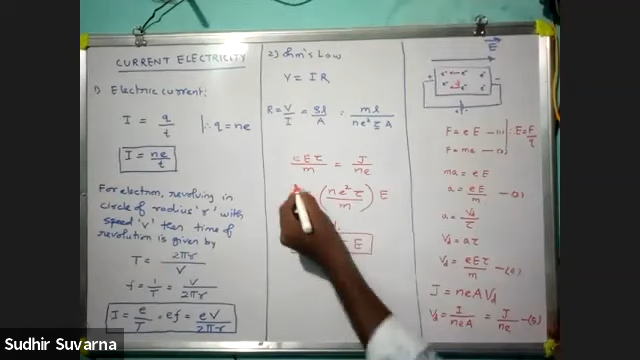 CURRENT ELECTRICITY
1) Electric current:
I = q/t | ∵ q = ne
I = ne/t
For electron, revolving in
circle of radius 'r' with
speed 'v' then time of
revolution is given by
T = 2πr/v
f = 1/T = v/2πr
I = e/T = ef = ev/2πr
2) Ohm's Law
V = IR
R = V/I = ρl/A = ml/ne²τA
eEτ/m = J/ne
(ne²τ/m) E
E
E
F = eE
∵ E = F/q
F = ma
ma = eE
a = eE/m
a = Vd/τ
Vd = aτ
Vd = eEτ/m
J = neAVd
Vd = I/neA = J/ne
Sudhir Suvarna